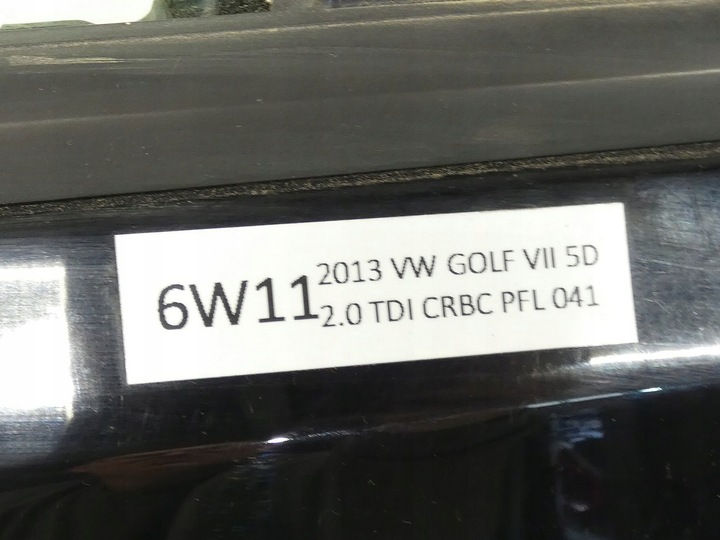 6W11
2013 VW GOLF VII 5D
2.0 TDI CRBC PFL 041